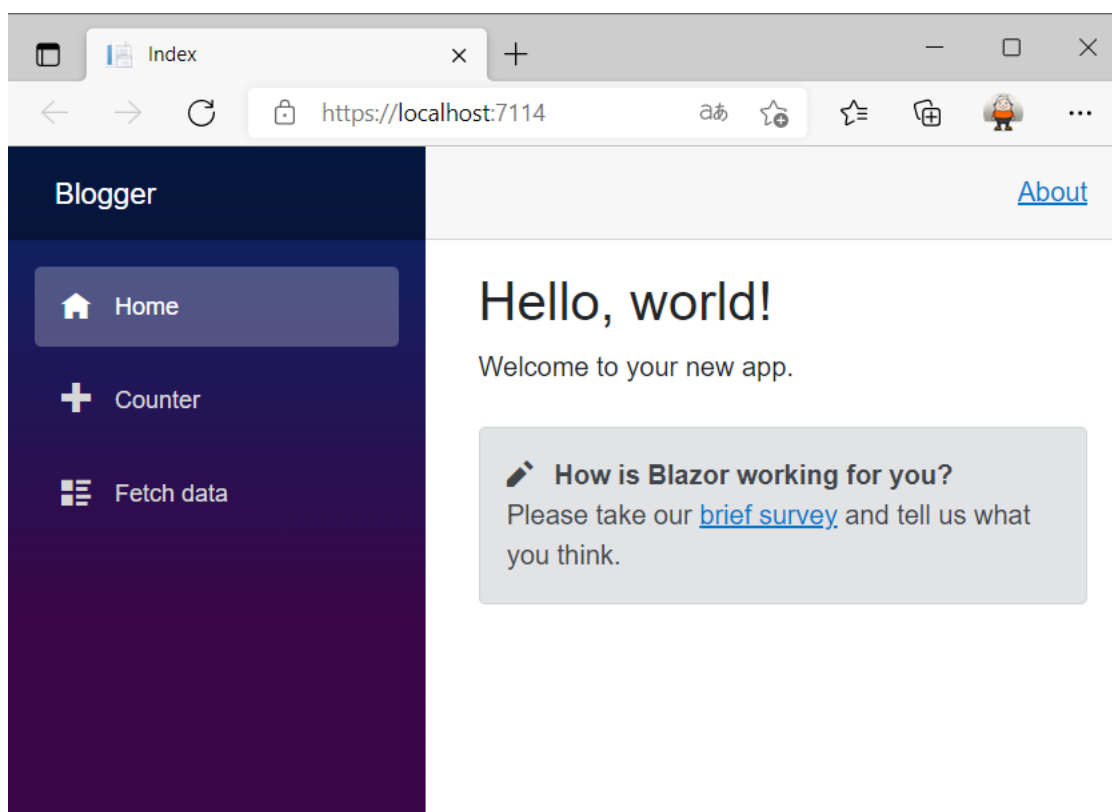 Index
https://localhost:7114
aあ
Blogger
About
Home
Counter
Fetch data
Hello, world!
Welcome to your new app.
How is Blazor working for you?
Please take our brief survey and tell us what
you think.